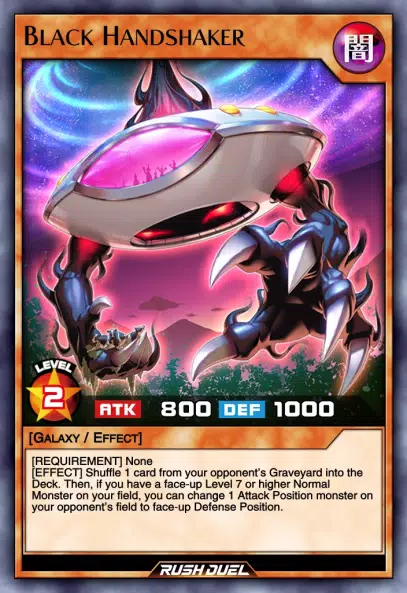 Black Handshaker
闇
LEVEL
2
ATK 800 DEF 1000
[Galaxy / Effect]
[REQUIREMENT] None
[EFFECT] Shuffle 1 card from your opponent's Graveyard into the
Deck. Then, if you have a face-up Level 7 or higher Normal
Monster on your field, you can change 1 Attack Position monster on
your opponent's field to face-up Defense Position.
RUSH DUEL